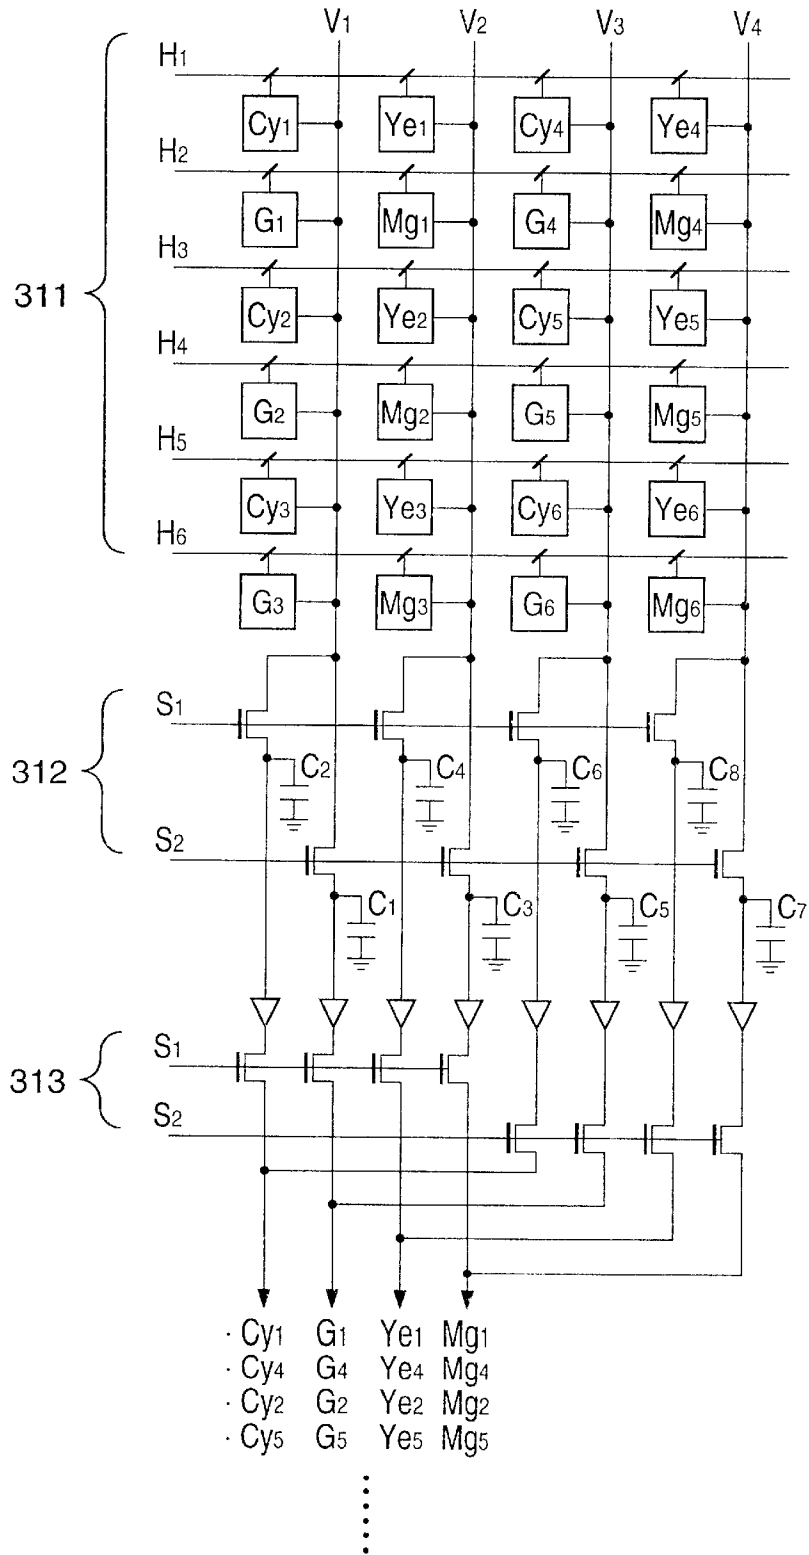 V1 V2 V3 V4
H1
Cy1 Ye1 Cy4 Ye4
H2
G1 Mg1 G4 Mg4
H3
311
Cy2 Ye2 Cy5 Ye5
H4
G2 Mg2 G5 Mg5
H5
Cy3 Ye3 Cy6 Ye6
H6
G3 Mg3 G6 Mg6
S1
312
C2 C4 C6 C8
S2
C1 C3 C5 C7
S1
313
S2
· Cy1 G1 Ye1 Mg1
· Cy4 G4 Ye4 Mg4
· Cy2 G2 Ye2 Mg2
· Cy5 G5 Ye5 Mg5